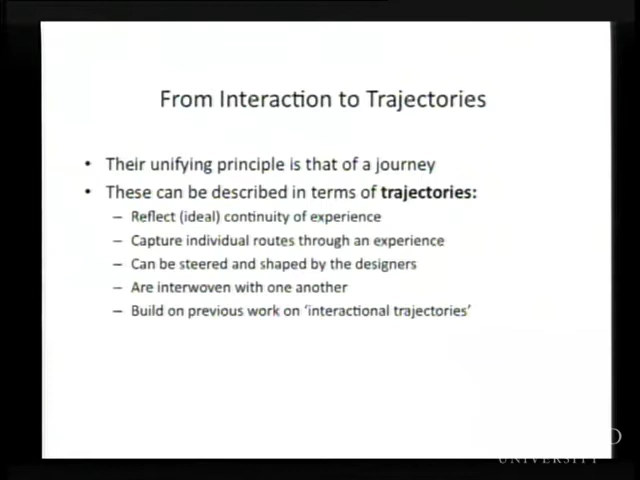 From Interaction to Trajectories
• Their unifying principle is that of a journey
• These can be described in terms of trajectories:
– Reflect (ideal) continuity of experience
– Capture individual routes through an experience
– Can be steered and shaped by the designers
– Are interwoven with one another
– Build on previous work on 'interactional trajectories'
UNIVERSITY